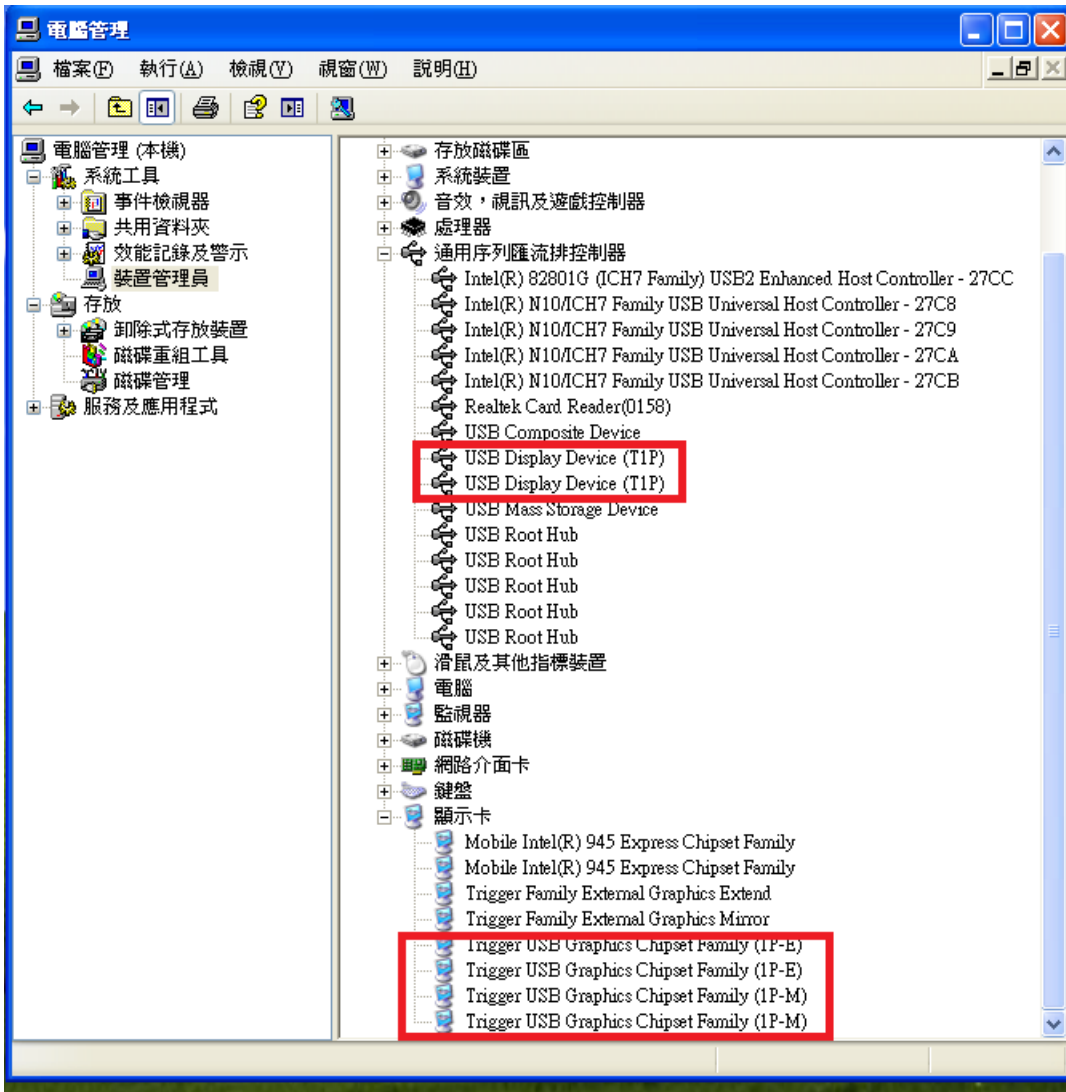 電腦管理
檔案(F) 執行(A) 檢視(V) 視窗(W) 說明(H)
電腦管理 (本機)
系統工具
事件檢視器
共用資料夾
效能記錄及警示
裝置管理員
存放
卸除式存放裝置
磁碟重組工具
磁碟管理
服務及應用程式
存放磁碟區
系統裝置
音效，視訊及遊戲控制器
處理器
通用序列匯流排控制器
Intel(R) 82801G (ICH7 Family) USB2 Enhanced Host Controller - 27CC
Intel(R) N10/ICH7 Family USB Universal Host Controller - 27C8
Intel(R) N10/ICH7 Family USB Universal Host Controller - 27C9
Intel(R) N10/ICH7 Family USB Universal Host Controller - 27CA
Intel(R) N10/ICH7 Family USB Universal Host Controller - 27CB
Realtek Card Reader(0158)
USB Composite Device
USB Display Device (T1P)
USB Display Device (T1P)
USB Mass Storage Device
USB Root Hub
USB Root Hub
USB Root Hub
USB Root Hub
USB Root Hub
滑鼠及其他指標裝置
電腦
監視器
磁碟機
網路介面卡
鍵盤
顯示卡
Mobile Intel(R) 945 Express Chipset Family
Mobile Intel(R) 945 Express Chipset Family
Trigger Family External Graphics Extend
Trigger Family External Graphics Mirror
Trigger USB Graphics Chipset Family (1P-E)
Trigger USB Graphics Chipset Family (1P-E)
Trigger USB Graphics Chipset Family (1P-M)
Trigger USB Graphics Chipset Family (1P-M)